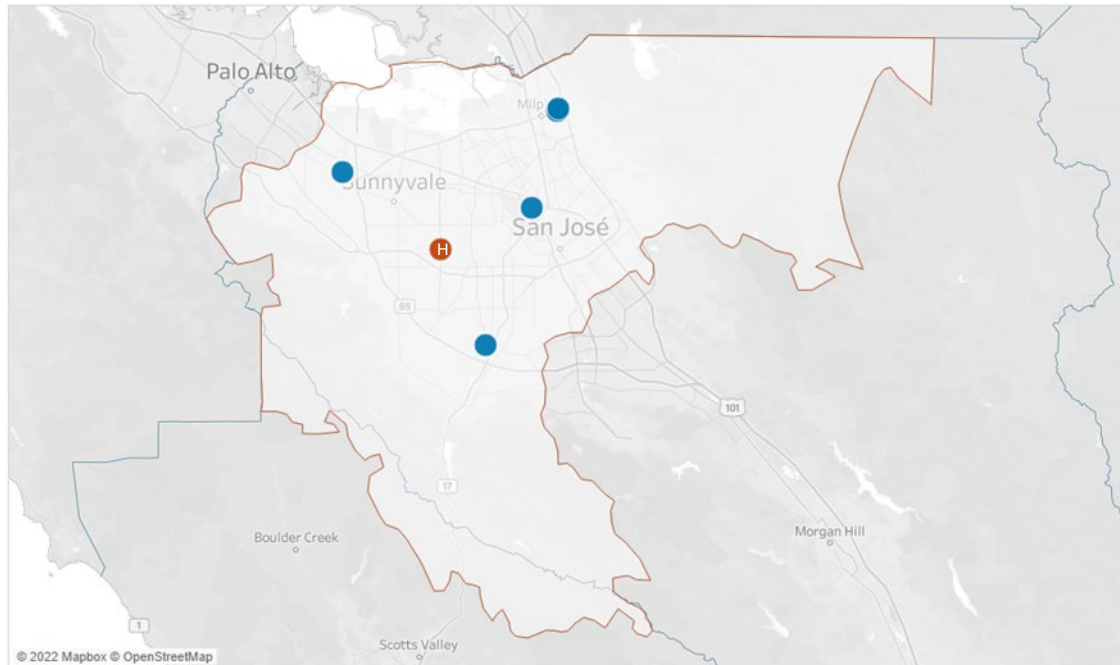 Palo Alto
Milp
Sunnyvale
San José
H
85
101
17
Morgan Hill
Boulder Creek
1
Scotts Valley
© 2022 Mapbox © OpenStreetMap